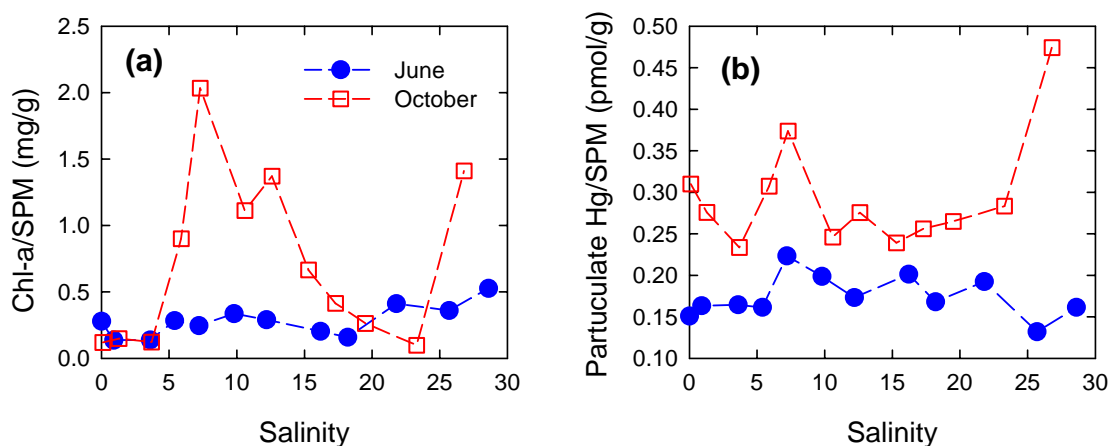 (a)
June
October
Chl-a/SPM (mg/g)
2.5
2.0
1.5
1.0
0.5
0.0
0 5 10 15 20 25 30
Salinity
(b)
Partuculate Hg/SPM (pmol/g)
0.50
0.45
0.40
0.35
0.30
0.25
0.20
0.15
0.10
0 5 10 15 20 25 30
Salinity